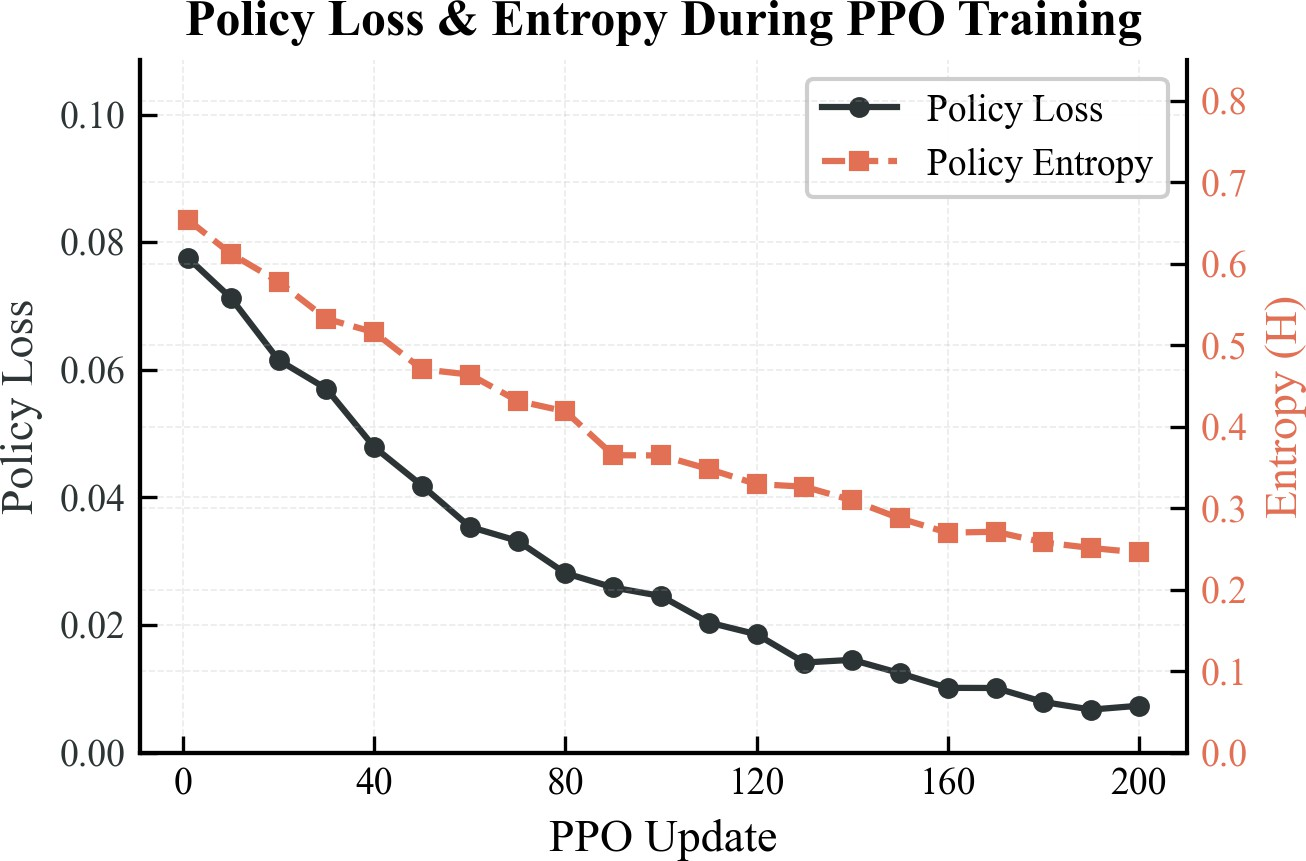 Policy Loss & Entropy During PPO Training
Policy Loss
Policy Entropy
Policy Loss
0.10
0.08
0.06
0.04
0.02
0.00
Entropy (H)
0.8
0.7
0.6
0.5
0.4
0.3
0.2
0.1
0.0
0 40 80 120 160 200
PPO Update